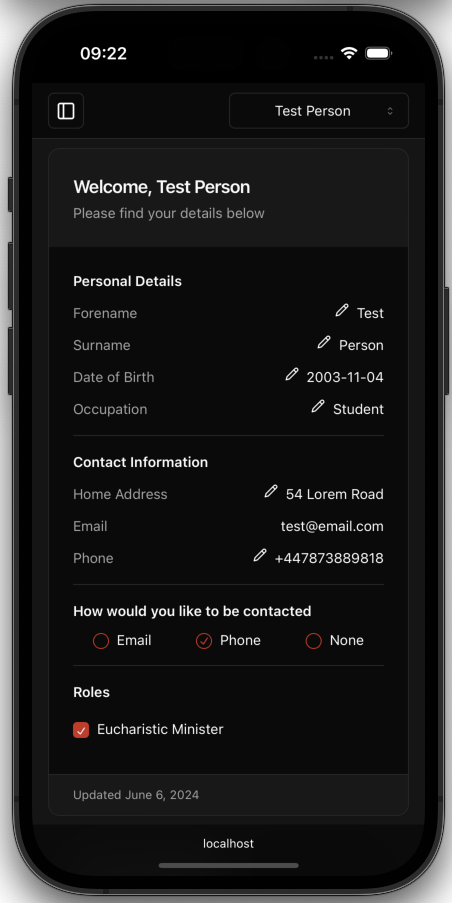 09:22
Test Person
Welcome, Test Person
Please find your details below
Personal Details
Forename Test
Surname Person
Date of Birth 2003-11-04
Occupation Student
Contact Information
Home Address 54 Lorem Road
Email test@email.com
Phone +447873889818
How would you like to be contacted
Email Phone None
Roles
Eucharistic Minister
Updated June 6, 2024
localhost